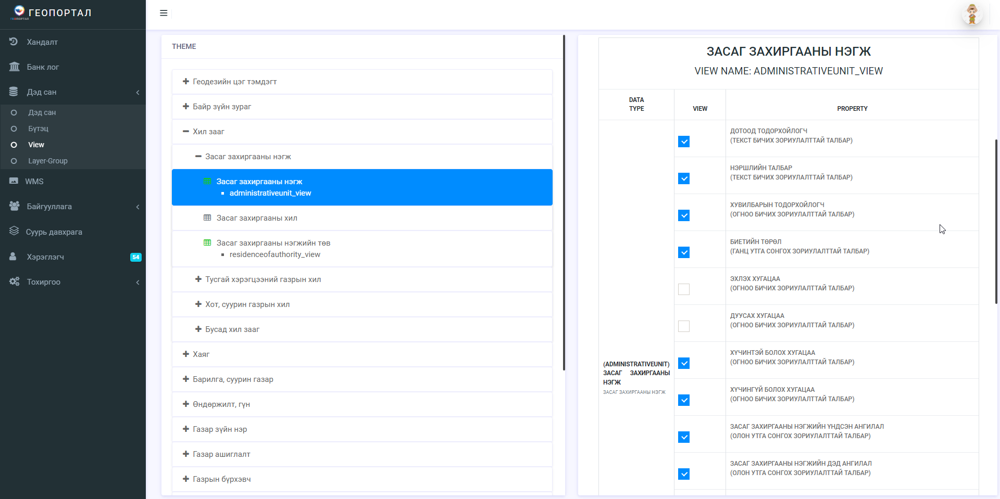 ГЕОПОРТАЛ
Хандалт
Банк лог
Дэд сан
Дэд сан
Бүтэц
View
Layer-Group
WMS
Байгууллага
Суурь давхрага
Хэрэглэгч
54
Тохиргоо
THEME
Геодезийн цэг тэмдэгт
Байр зүйн зураг
Хил зааг
Засаг захиргааны нэгж
Засаг захиргааны нэгж
administrativeunit_view
Засаг захиргааны хил
Засаг захиргааны нэгжийн төв
residenceofauthority_view
Тусгай хэрэгцээний газрын хил
Хот, суурин газрын хил
Бусад хил зааг
Хаяг
Барилга, суурин газар
Өндөржилт, гүн
Газар зүйн нэр
Газар ашиглалт
Газрын бүрхэвч
ЗАСАГ ЗАХИРГААНЫ НЭГЖ
VIEW NAME: ADMINISTRATIVEUNIT_VIEW
DATA
TYPE
VIEW
PROPERTY
(ADMINISTRATIVEUNIT)
ЗАСАГ ЗАХИРГААНЫ
НЭГЖ
ЗАСАГ ЗАХИРГААНЫ НЭГЖ
ДОТООД ТОДОРХОЙЛОГЧ
(ТЕКСТ БИЧИХ ЗОРИУЛАЛТТАЙ ТАЛБАР)
НЭРШЛИЙН ТАЛБАР
(ТЕКСТ БИЧИХ ЗОРИУЛАЛТТАЙ ТАЛБАР)
ХУВИЛБАРЫН ТОДОРХОЙЛОГЧ
(ОГНОО БИЧИХ ЗОРИУЛАЛТТАЙ ТАЛБАР)
БИЕТИЙН ТӨРӨЛ
(ГАНЦ УТГА СОНГОХ ЗОРИУЛАЛТТАЙ ТАЛБАР)
ЭХЛЭХ ХУГАЦАА
(ОГНОО БИЧИХ ЗОРИУЛАЛТТАЙ ТАЛБАР)
ДУУСАХ ХУГАЦАА
(ОГНОО БИЧИХ ЗОРИУЛАЛТТАЙ ТАЛБАР)
ХҮЧИНТЭЙ БОЛОХ ХУГАЦАА
(ОГНОО БИЧИХ ЗОРИУЛАЛТТАЙ ТАЛБАР)
ХҮЧИНГҮЙ БОЛОХ ХУГАЦАА
(ОГНОО БИЧИХ ЗОРИУЛАЛТТАЙ ТАЛБАР)
ЗАСАГ ЗАХИРГААНЫ НЭГЖИЙН ҮНДСЭН АНГИЛАЛ
(ОЛОН УТГА СОНГОХ ЗОРИУЛАЛТТАЙ ТАЛБАР)
ЗАСАГ ЗАХИРГААНЫ НЭГЖИЙН ДЭД АНГИЛАЛ
(ОЛОН УТГА СОНГОХ ЗОРИУЛАЛТТАЙ ТАЛБАР)